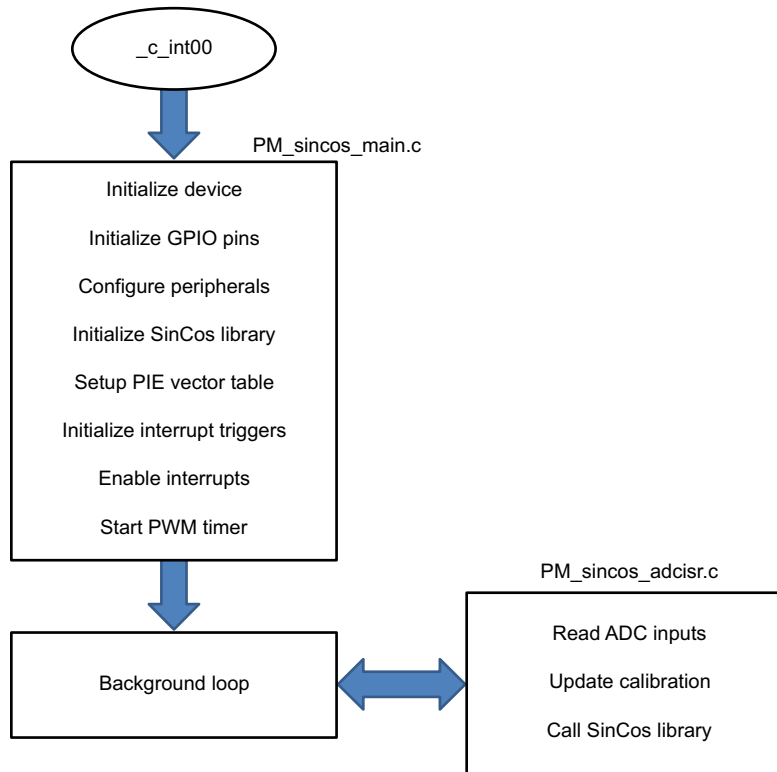 _c_int00
PM_sincos_main.c
Initialize device
Initialize GPIO pins
Configure peripherals
Initialize SinCos library
Setup PIE vector table
Initialize interrupt triggers
Enable interrupts
Start PWM timer
PM_sincos_adcisr.c
Background loop
Read ADC inputs
Update calibration
Call SinCos library